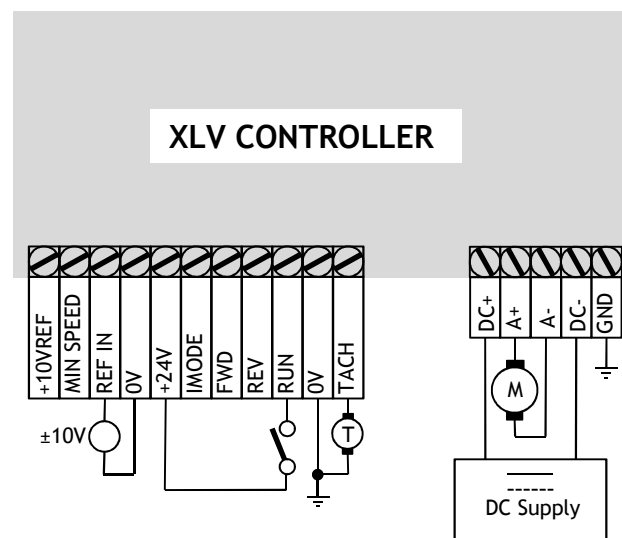 XLV CONTROLLER
+10VREF
MIN SPEED
REF IN
0V
+24V
IMODE
FWD
REV
RUN
0V
TACH
DC+
A+
A-
DC-
GND
±10V
T
M
DC Supply